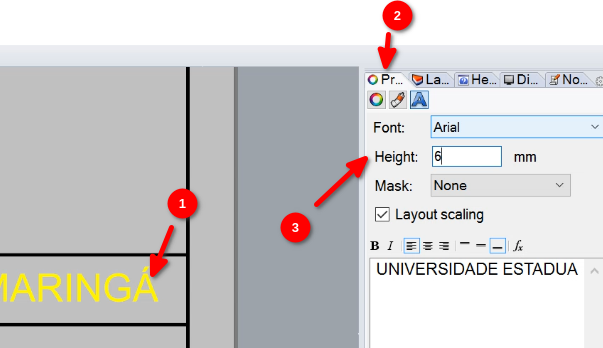 2
Pr... La... He... Di... No...
Font: Arial
Height: 6 mm
Mask: None
1
Layout scaling
3
B I fx
UNIVERSIDADE ESTADUA
MARINGÁ